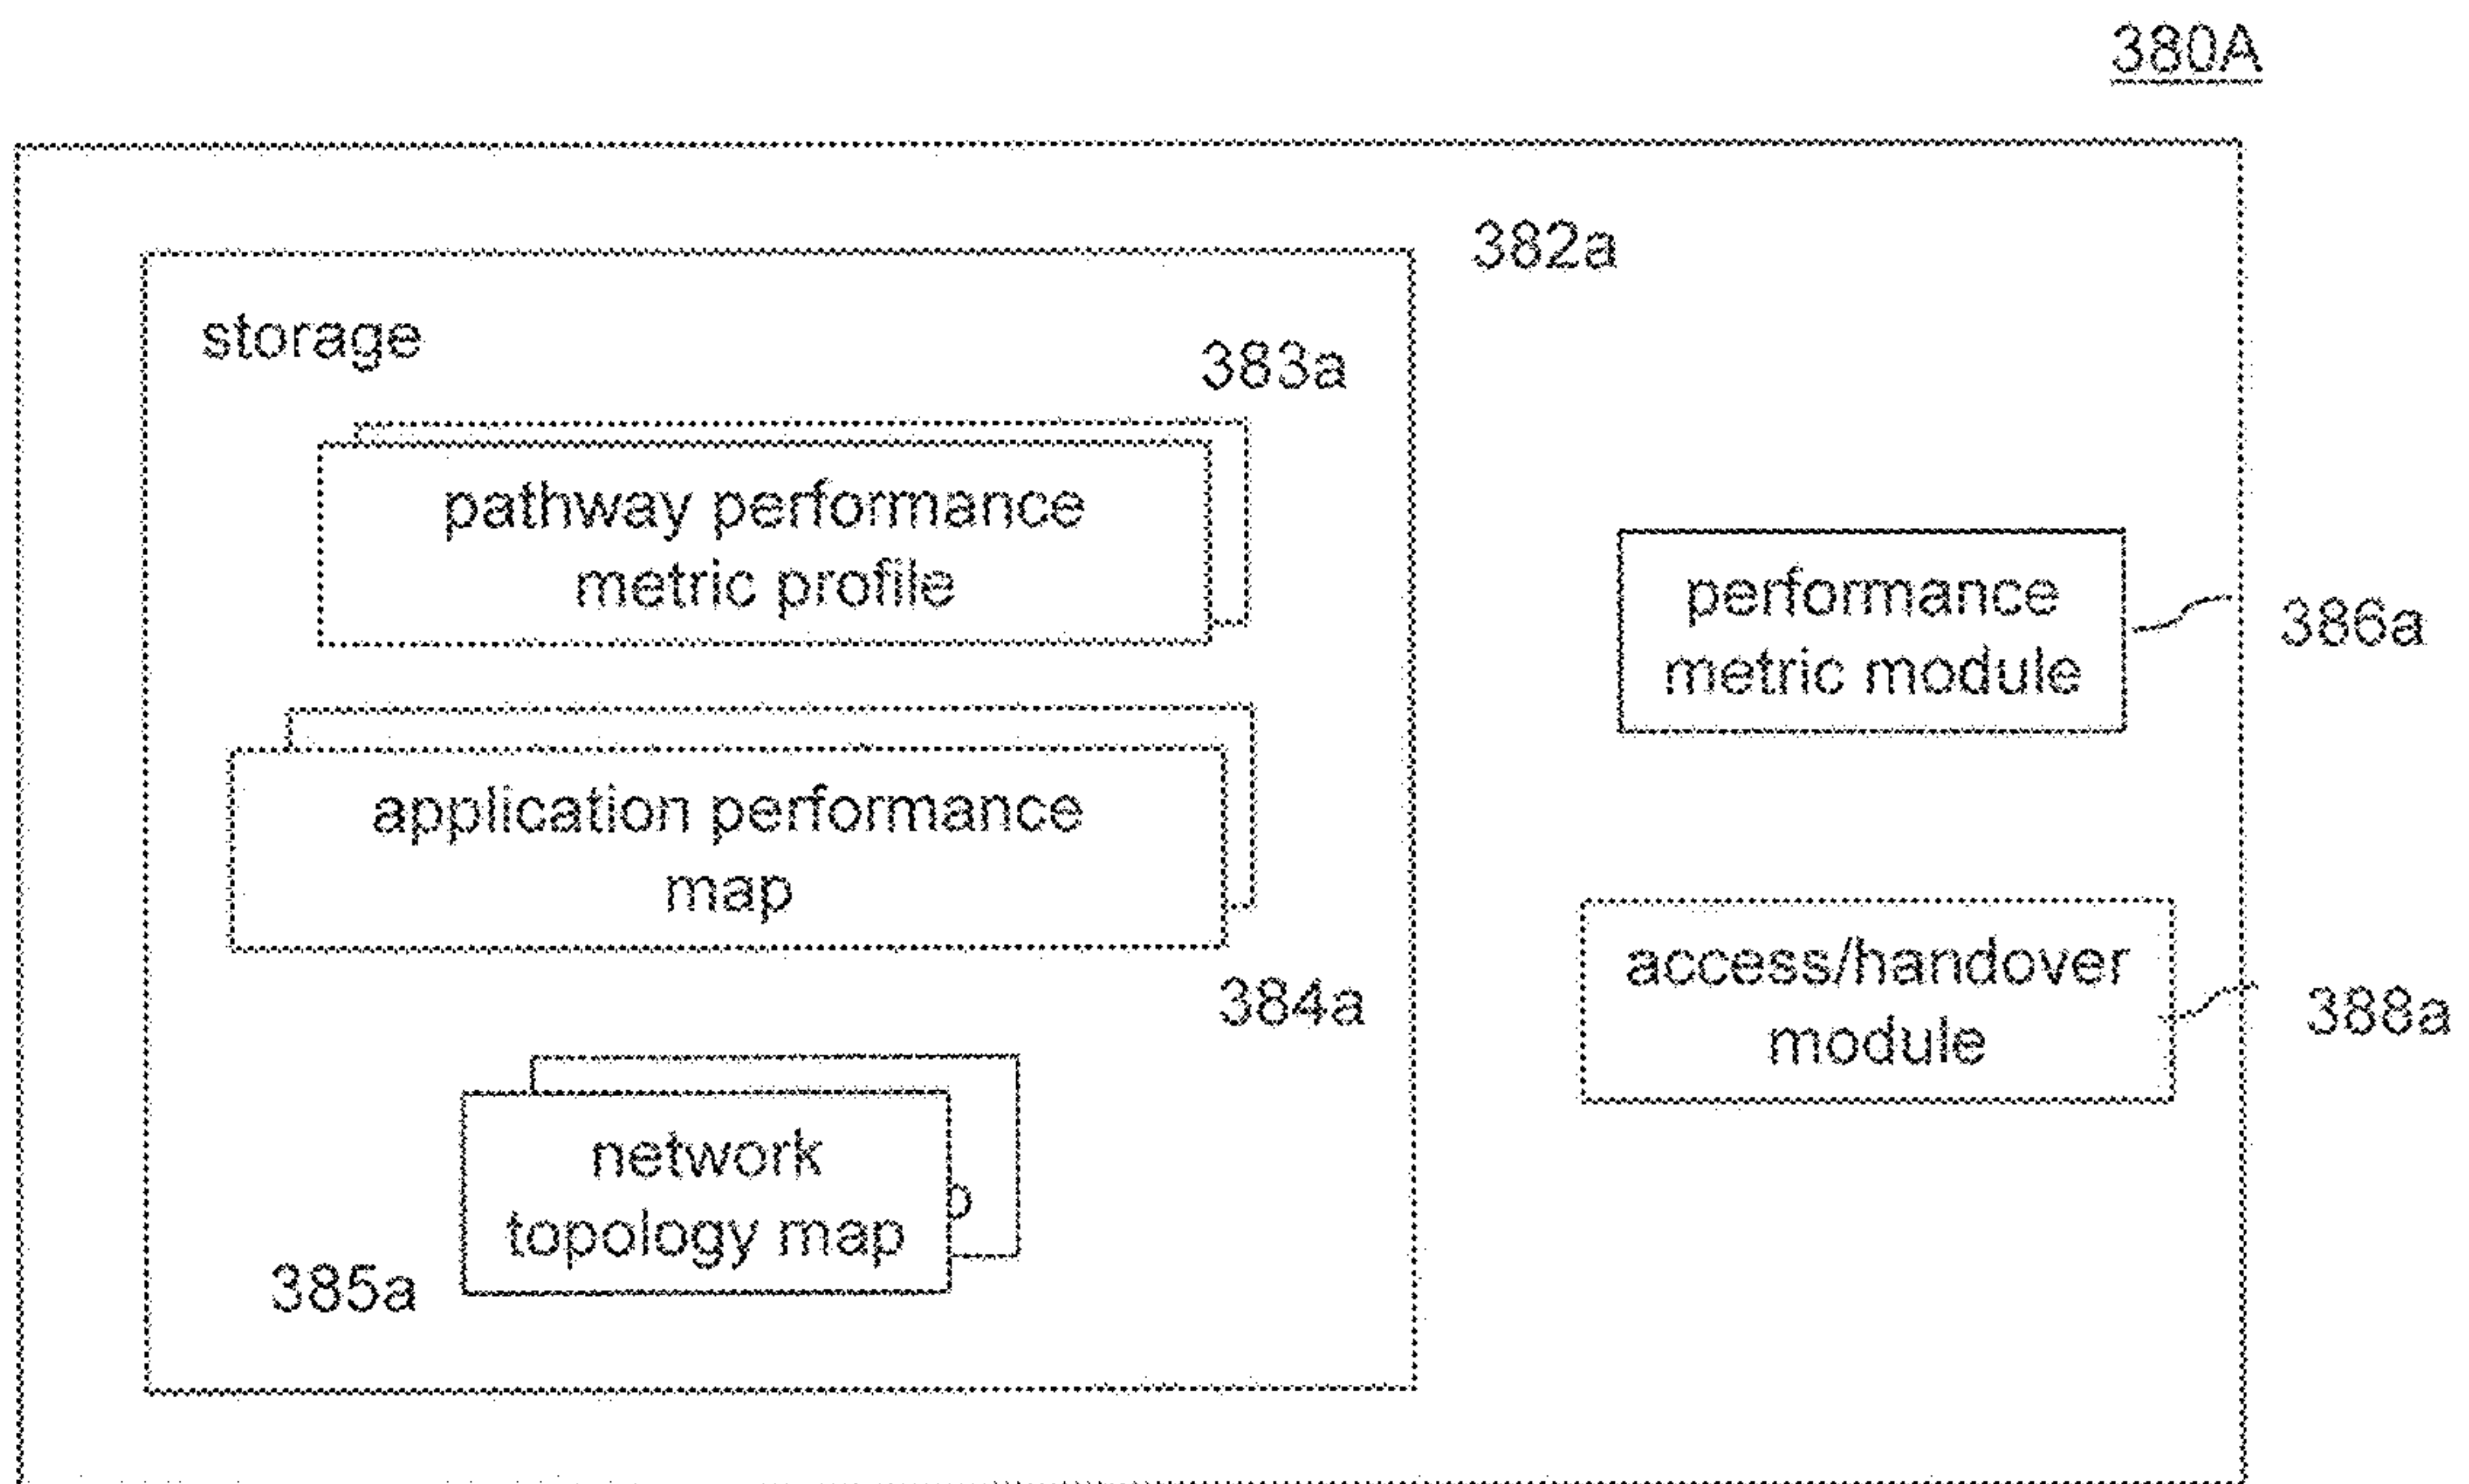 380A
382a
storage
383a
pathway performance
metric profile
performance
metric module
386a
application performance
map
384a
access/handover
module
388a
network
topology map
385a